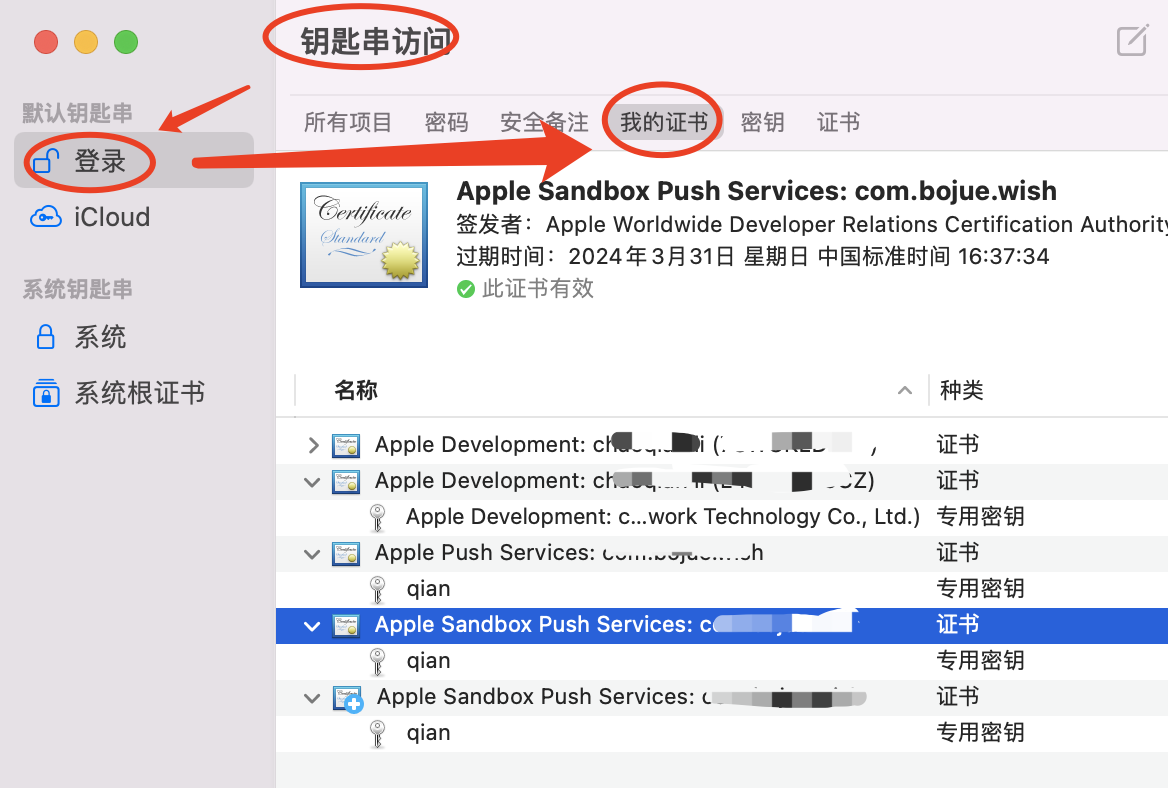 钥匙串访问
默认钥匙串
登录
iCloud
系统钥匙串
系统
系统根证书
所有项目 密码 安全备注 我的证书 密钥 证书
Certificate
Standard
Apple Sandbox Push Services: com.bojue.wish
签发者: Apple Worldwide Developer Relations Certification Authority
过期时间: 2024年3月31日 星期日 中国标准时间 16:37:34
此证书有效
名称 种类
Apple Development: 证书
Apple Development: 证书
Apple Development: c...work Technology Co., Ltd.) 专用密钥
Apple Push Services: com.bojue.wish 证书
qian 专用密钥
Apple Sandbox Push Services: 证书
qian 专用密钥
Apple Sandbox Push Services: 证书
qian 专用密钥